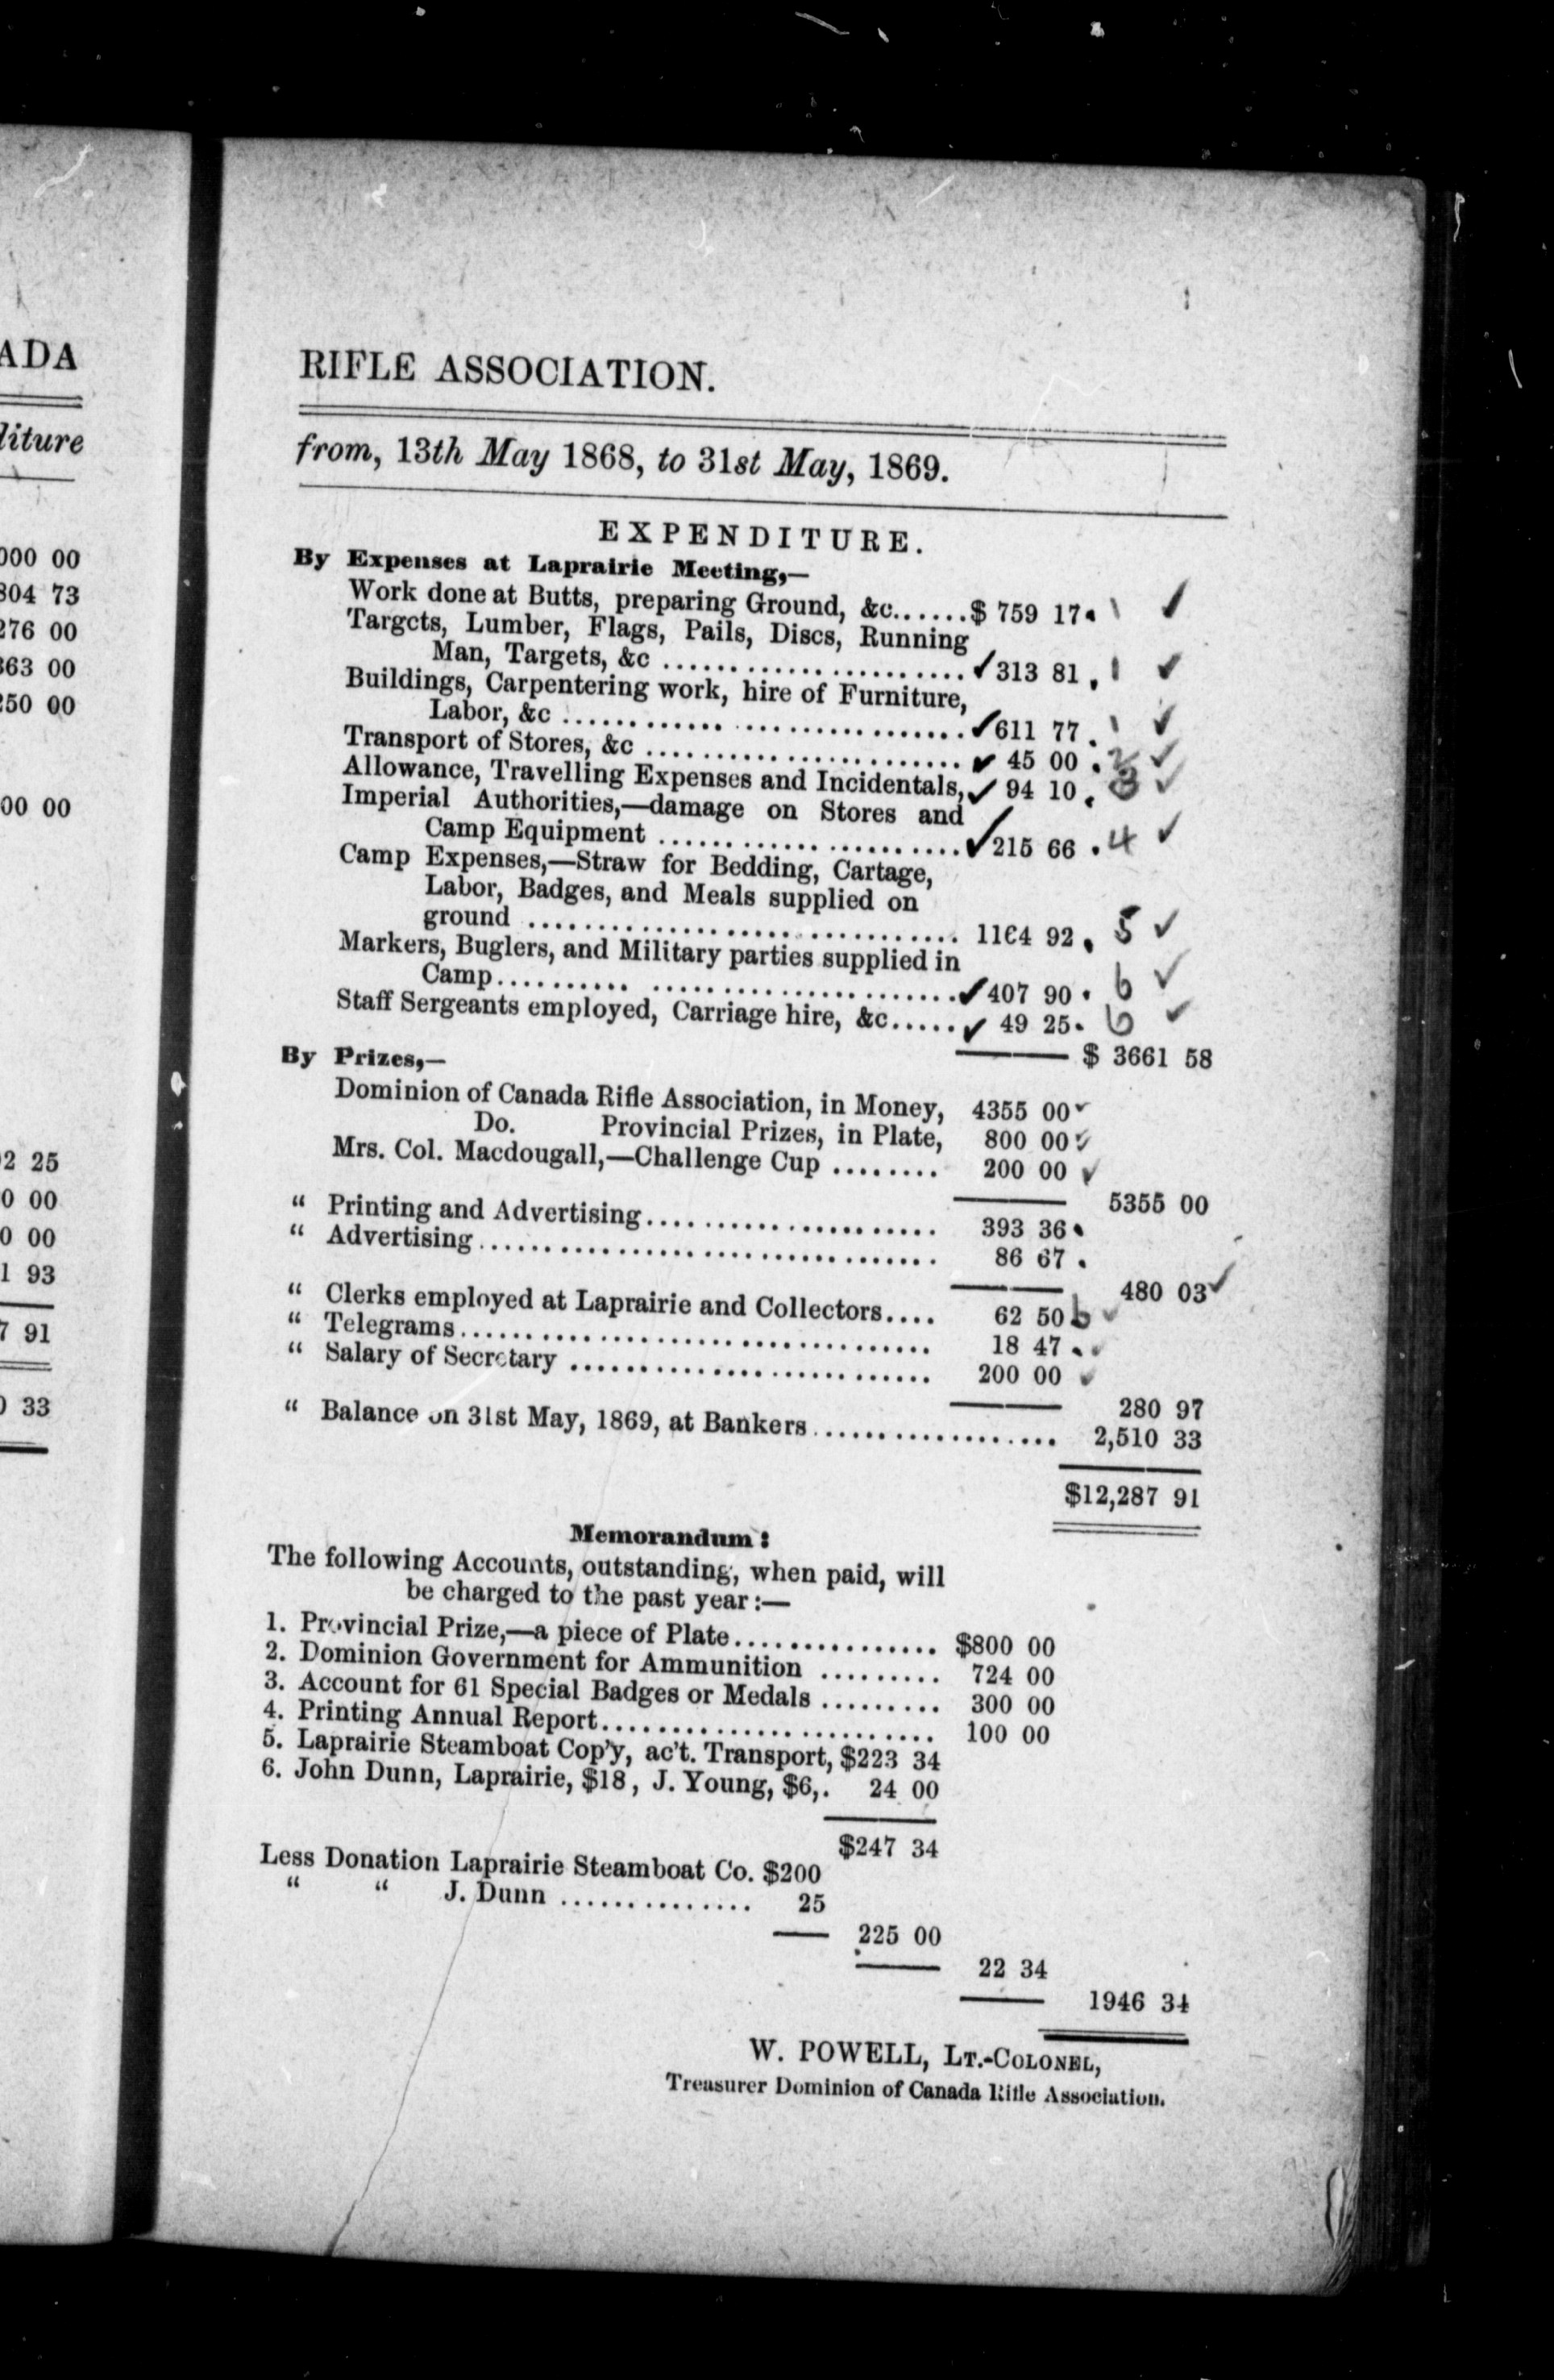 ADA
diture
000 00
804 73
276 00
363 00
250 00
00 00
2 25
0 00
0 00
1 93
7 91
0 33
RIFLE ASSOCIATION.
from, 13th May 1868, to 31st May, 1869.
EXPENDITURE.
By Expenses at Laprairie Meeting,—
Work done at Butts, preparing Ground, &c......$ 759 17. 1 ✓
Targets, Lumber, Flags, Pails, Discs, Running
Man, Targets, &c ....................... ✓ 313 81 . 1 ✓
Buildings, Carpentering work, hire of Furniture,
Labor, &c ............................... ✓ 611 77 . 1 ✓
Transport of Stores, &c ........................ ✓ 45 00 . 2 ✓
Allowance, Travelling Expenses and Incidentals, ✓ 94 10 . 3 ✓
Imperial Authorities,—damage on Stores and
Camp Equipment ....................... ✓ 215 66 . 4 ✓
Camp Expenses,—Straw for Bedding, Cartage,
Labor, Badges, and Meals supplied on
ground ................................. 1164 92 . 5 ✓
Markers, Buglers, and Military parties supplied in
Camp.......... ....................... ✓ 407 90 . 6 ✓
Staff Sergeants employed, Carriage hire, &c..... ✓ 49 25. 6 ✓
$ 3661 58
By Prizes,—
Dominion of Canada Rifle Association, in Money, 4355 00 ✓
Do. Provincial Prizes, in Plate, 800 00 ✓
Mrs. Col. Macdougall,—Challenge Cup ........ 200 00 ✓
5355 00
“ Printing and Advertising...................... 393 36.
“ Advertising................................... 86 67 .
480 03 ✓
“ Clerks employed at Laprairie and Collectors.... 62 50 6 ✓
“ Telegrams.................................... 18 47 . ✓
“ Salary of Secretary ........................... 200 00 ✓
280 97
“ Balance on 31st May, 1869, at Bankers.................. 2,510 33
$12,287 91
Memorandum:
The following Accounts, outstanding, when paid, will
be charged to the past year:—
1. Provincial Prize,—a piece of Plate............... $800 00
2. Dominion Government for Ammunition ......... 724 00
3. Account for 61 Special Badges or Medals ......... 300 00
4. Printing Annual Report......................... 100 00
5. Laprairie Steamboat Cop'y, ac't. Transport, $223 34
6. John Dunn, Laprairie, $18, J. Young, $6,. 24 00
$247 34
Less Donation Laprairie Steamboat Co. $200
“ “ J. Dunn ............... 25
225 00
22 34
1946 34
W. POWELL, LT.-COLONEL,
Treasurer Dominion of Canada Rifle Association.